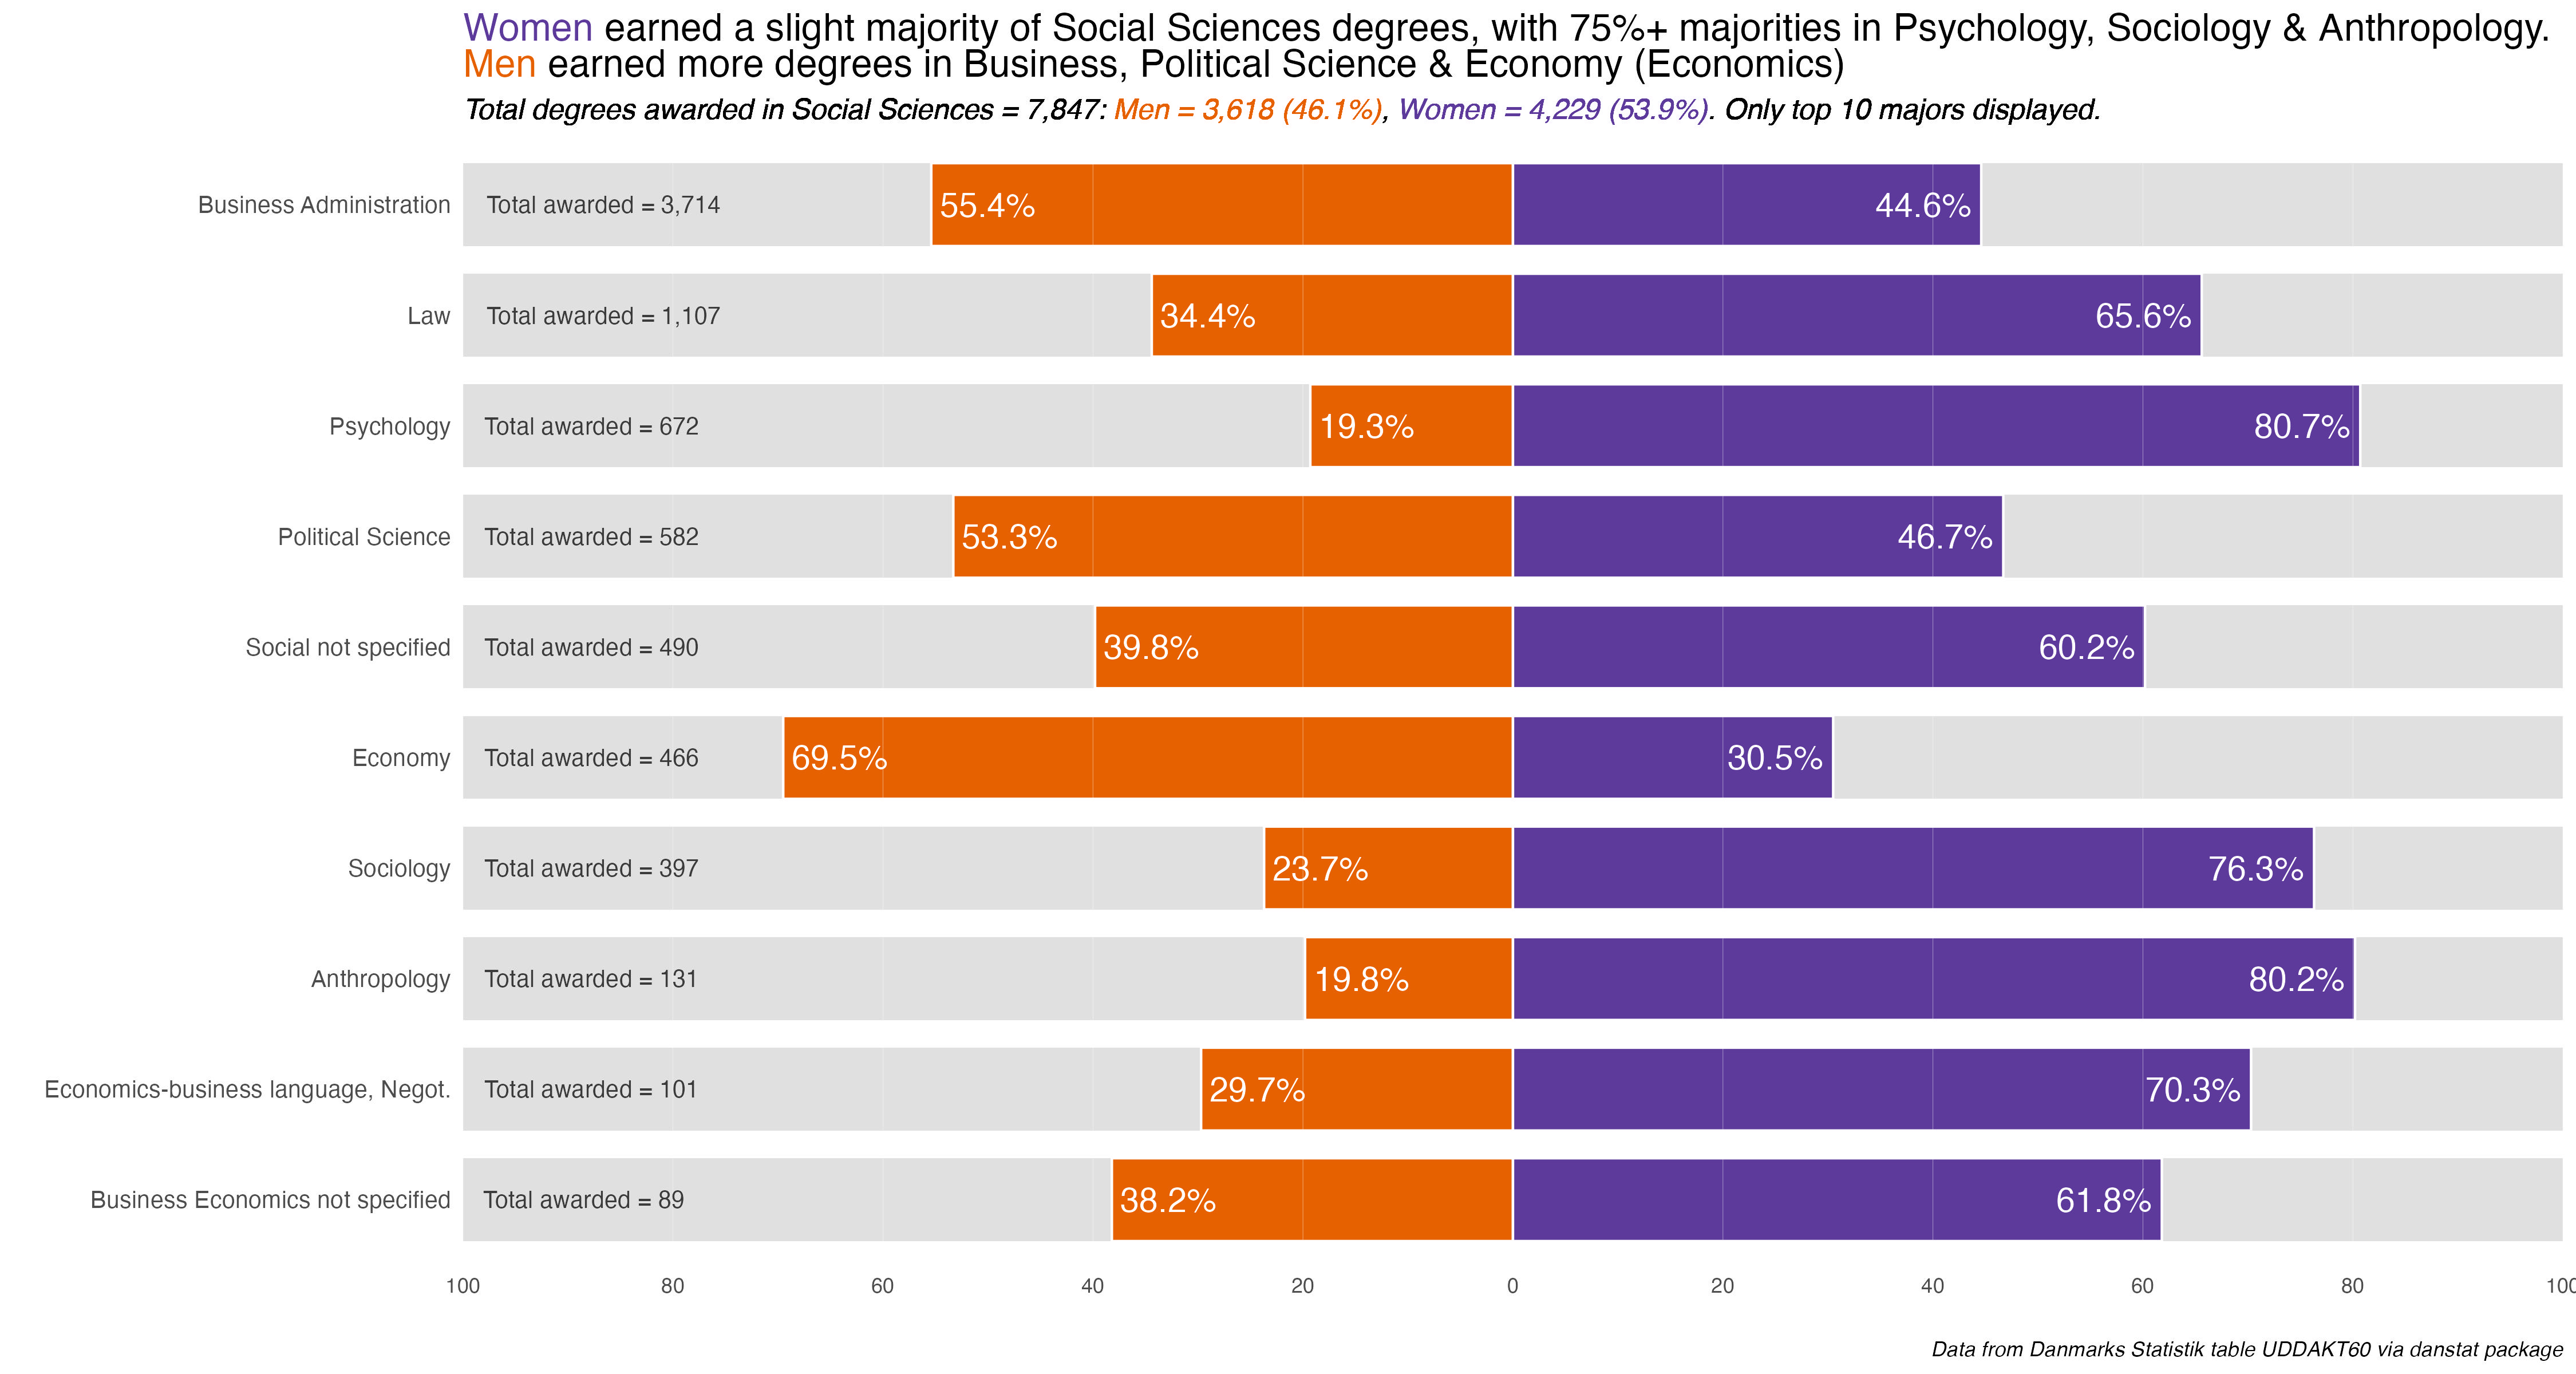 Women earned a slight majority of Social Sciences degrees, with 75%+ majorities in Psychology, Sociology & Anthropology.
Men earned more degrees in Business, Political Science & Economy (Economics)
Total degrees awarded in Social Sciences = 7,847: Men = 3,618 (46.1%), Women = 4,229 (53.9%). Only top 10 majors displayed.
Business Administration Total awarded = 3,714 55.4% 44.6%
Law Total awarded = 1,107 34.4% 65.6%
Psychology Total awarded = 672 19.3% 80.7%
Political Science Total awarded = 582 53.3% 46.7%
Social not specified Total awarded = 490 39.8% 60.2%
Economy Total awarded = 466 69.5% 30.5%
Sociology Total awarded = 397 23.7% 76.3%
Anthropology Total awarded = 131 19.8% 80.2%
Economics-business language, Negot. Total awarded = 101 29.7% 70.3%
Business Economics not specified Total awarded = 89 38.2% 61.8%
100 80 60 40 20 0 20 40 60 80 100
Data from Danmarks Statistik table UDDAKT60 via danstat package